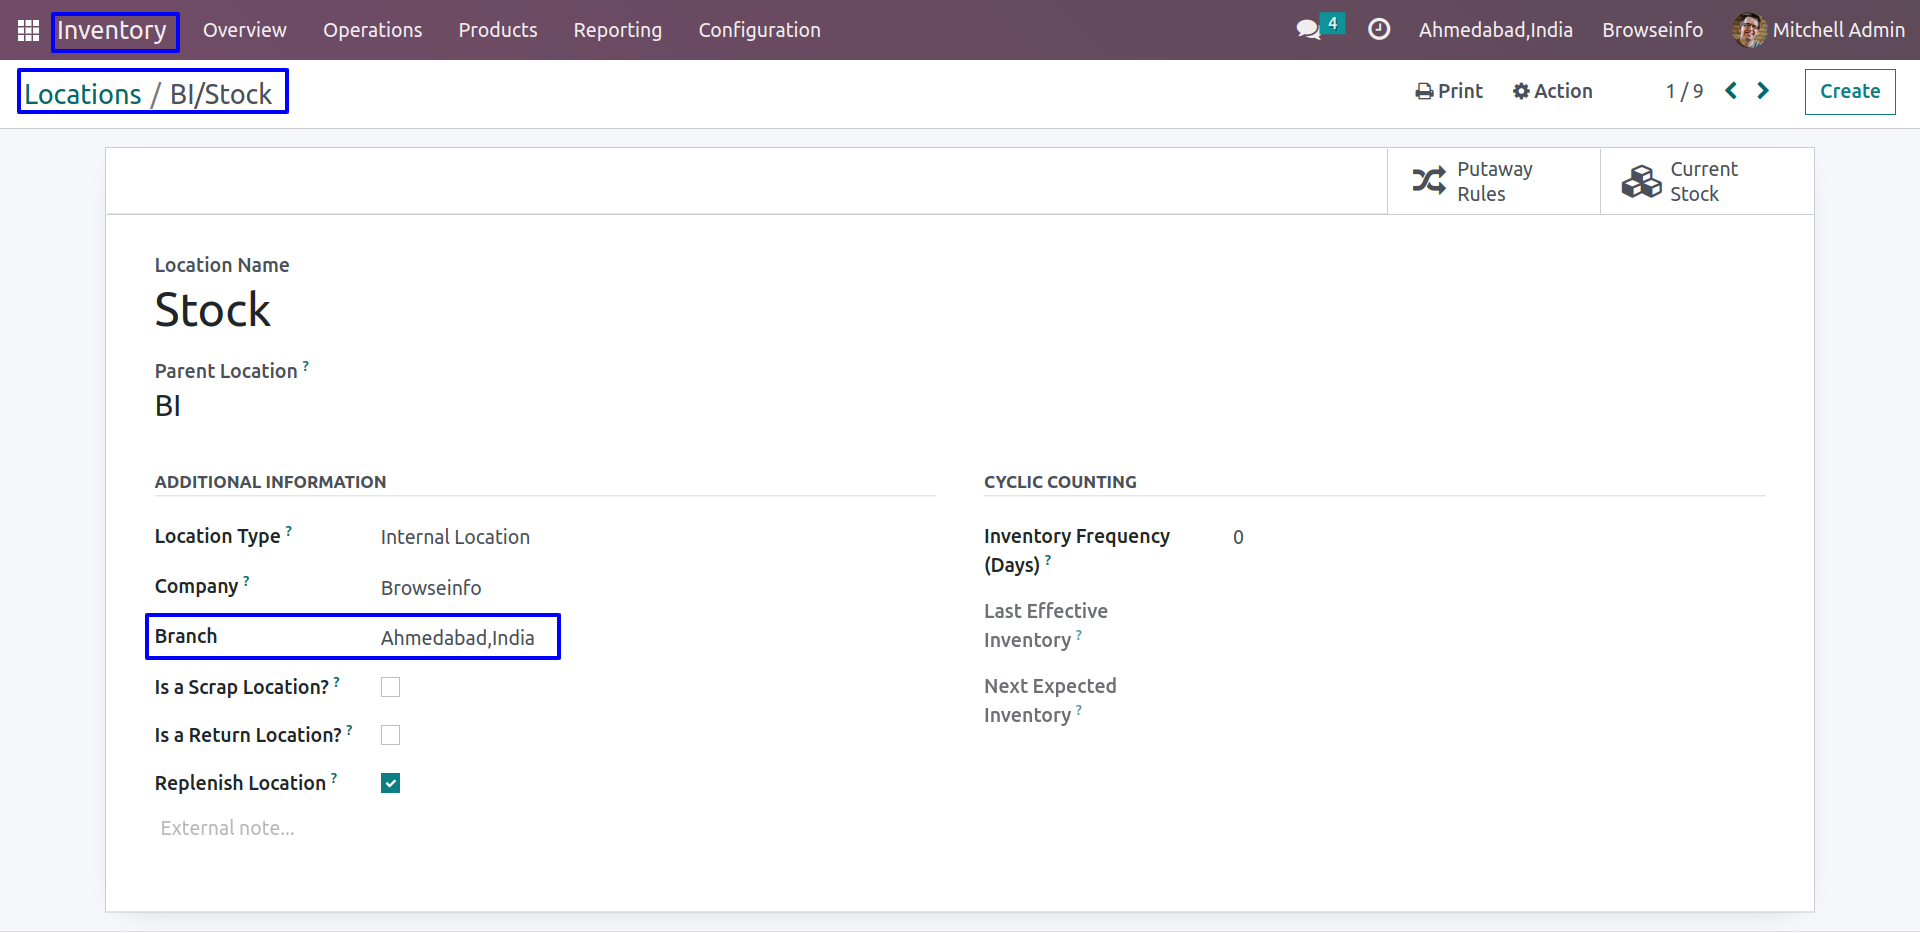 Inventory Overview Operations Products Reporting Configuration 4 Ahmedabad,India Browseinfo Mitchell Admin
Locations / BI/Stock Print Action 1 / 9 Create
Putaway
Rules
Current
Stock
Location Name
Stock
Parent Location ?
BI
ADDITIONAL INFORMATION
Location Type ? Internal Location
Company ? Browseinfo
Branch Ahmedabad,India
Is a Scrap Location? ?
Is a Return Location? ?
Replenish Location ?
External note...
CYCLIC COUNTING
Inventory Frequency 0
(Days) ?
Last Effective
Inventory ?
Next Expected
Inventory ?